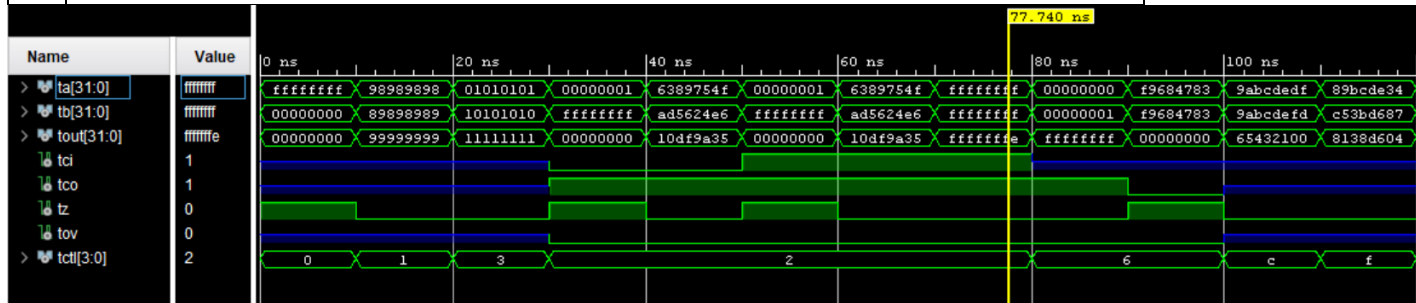 77.740 ns
Name Value 0 ns 20 ns 40 ns 60 ns 80 ns 100 ns
ta[31:0] ffffffff ffffffff 98989898 01010101 00000001 6389754f 00000001 6389754f ffffffff 00000000 f9684783 9abcdedf 89bcde34
tb[31:0] ffffffff 00000000 89898989 10101010 ffffffff ad5624e6 ffffffff ad5624e6 ffffffff 00000001 f9684783 9abcdefd c53bd687
tout[31:0] fffffffe 00000000 99999999 11111111 00000000 10df9a35 00000000 10df9a35 fffffffe ffffffff 00000000 65432100 8138d604
tci 1
tco 1
tz 0
tov 0
tctl[3:0] 2 0 1 3 2 6 c f